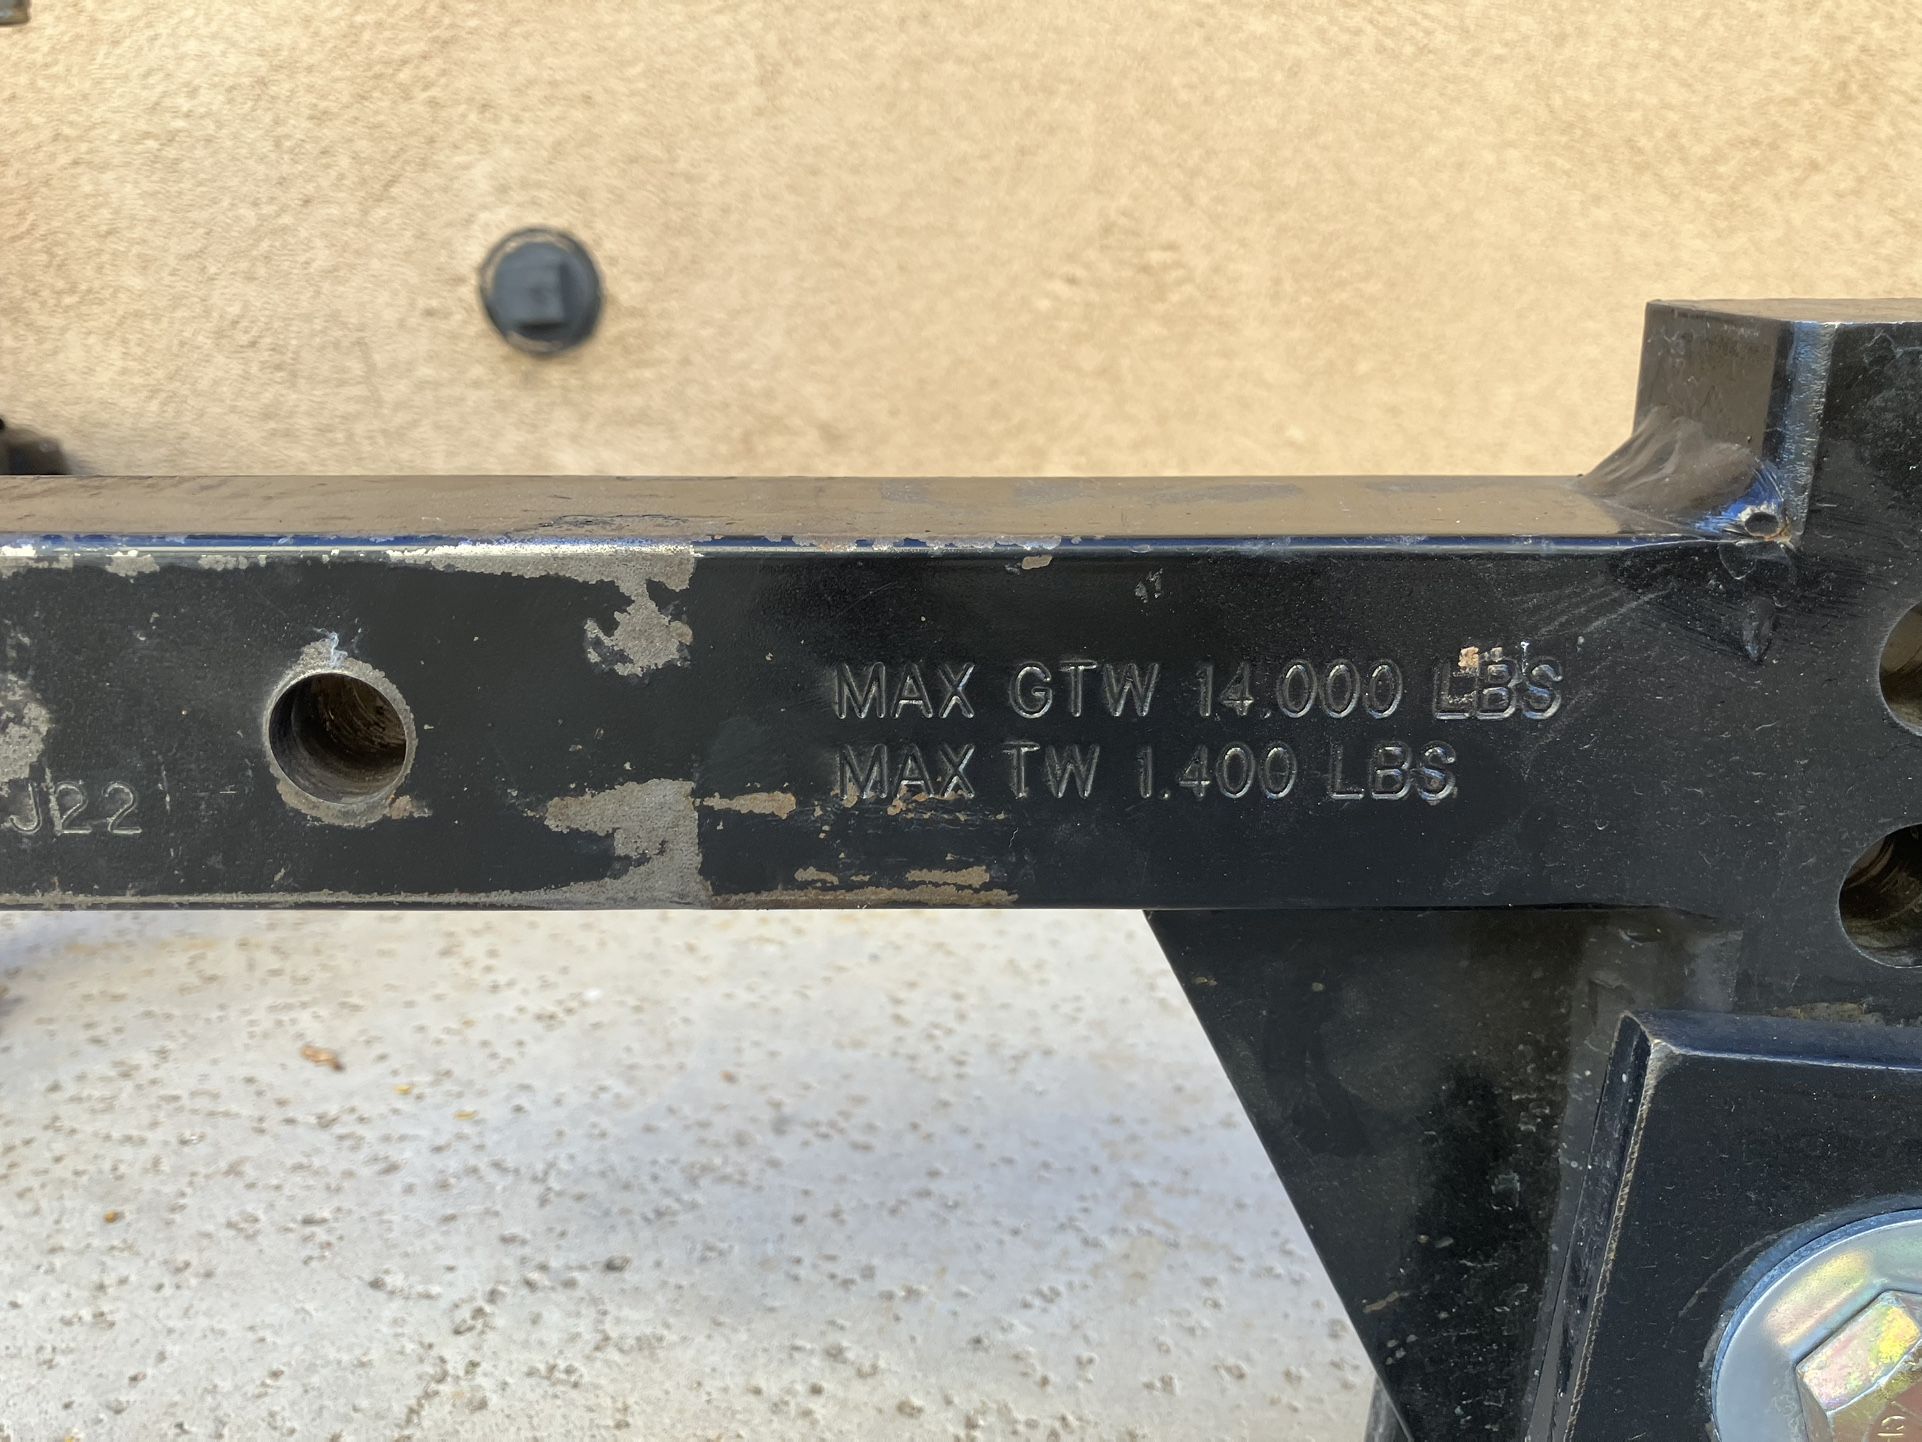 MAX GTW 14,000 LBS
MAX TW 1,400 LBS
J22